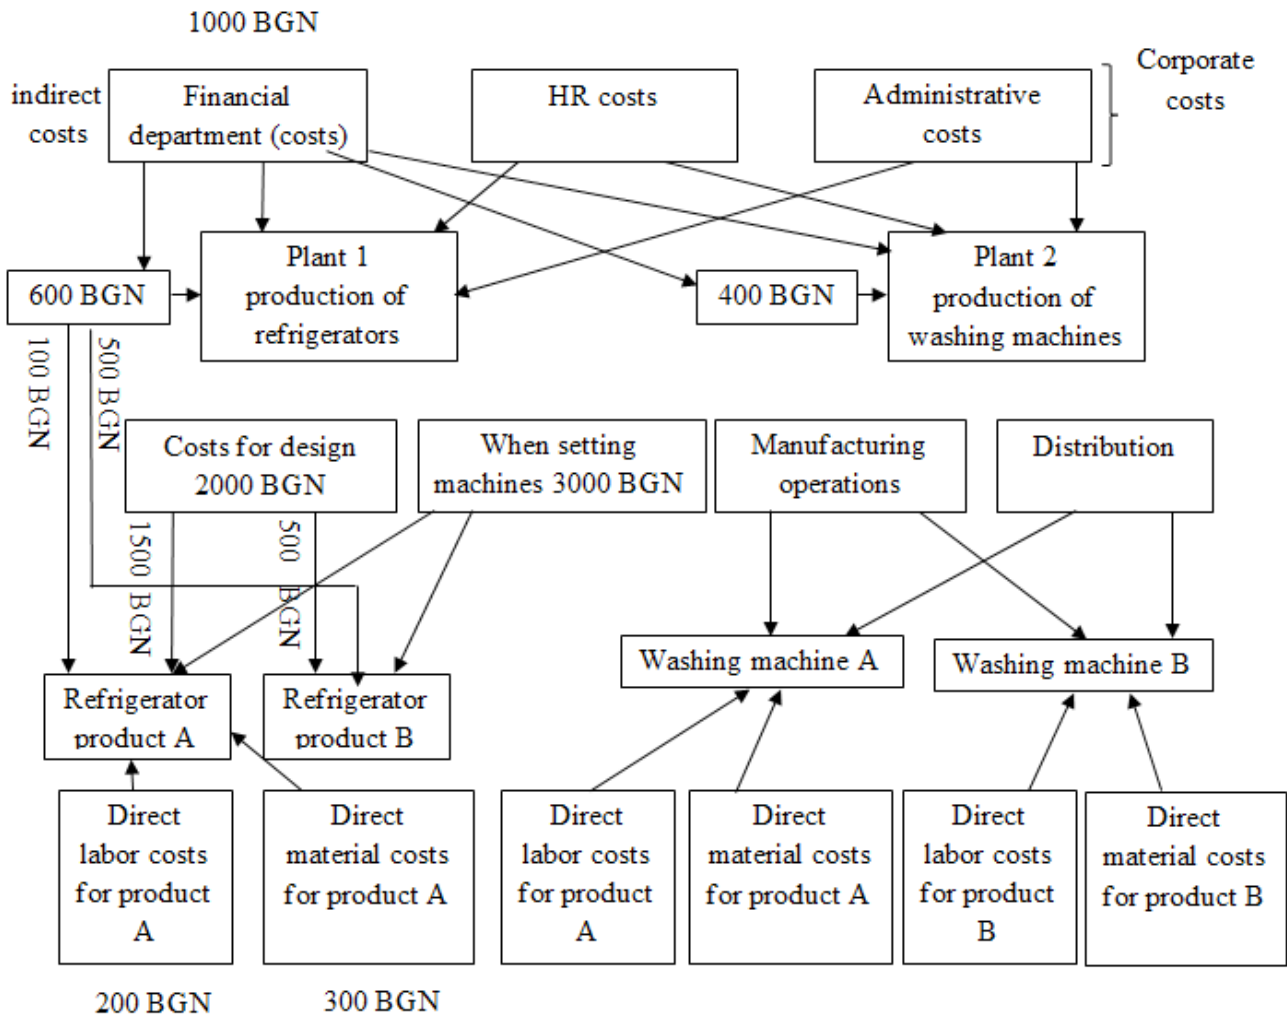 1000 BGN
indirect
costs
Financial
department (costs)
HR costs
Administrative
costs
Corporate
costs
600 BGN
Plant 1
production of
refrigerators
400 BGN
Plant 2
production of
washing machines
100 BGN
500 BGN
Costs for design
2000 BGN
When setting
machines 3000 BGN
Manufacturing
operations
Distribution
1500 BGN
500 BGN
Refrigerator
product A
Refrigerator
product B
Washing machine A
Washing machine B
Direct
labor costs
for product
A
Direct
material costs
for product A
Direct
labor costs
for product
A
Direct
material costs
for product A
Direct
labor costs
for product
B
Direct
material costs
for product B
200 BGN
300 BGN